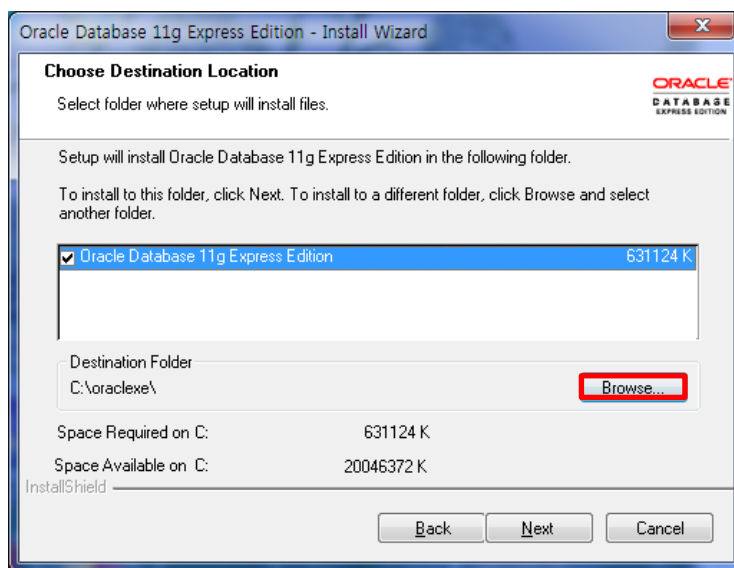 Oracle Database 11g Express Edition - Install Wizard
Choose Destination Location
Select folder where setup will install files.
ORACLE
DATABASE
EXPRESS EDITION
Setup will install Oracle Database 11g Express Edition in the following folder.
To install to this folder, click Next. To install to a different folder, click Browse and select
another folder.
Oracle Database 11g Express Edition 631124 K
Destination Folder
C:\oraclexe\
Browse...
Space Required on C: 631124 K
Space Available on C: 20046372 K
InstallShield
Back Next Cancel